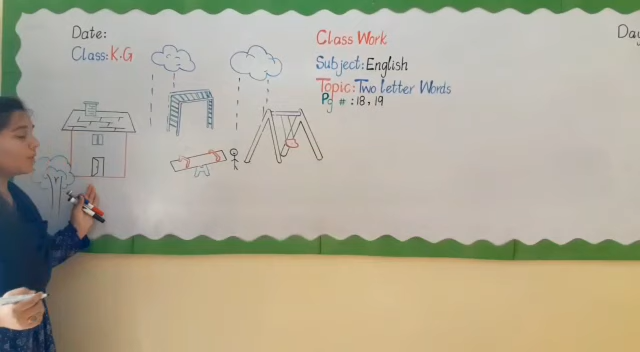 Date:
Class: K.G
Class Work
Subject: English
Topic: Two Letter Words
Pg # : 18, 19